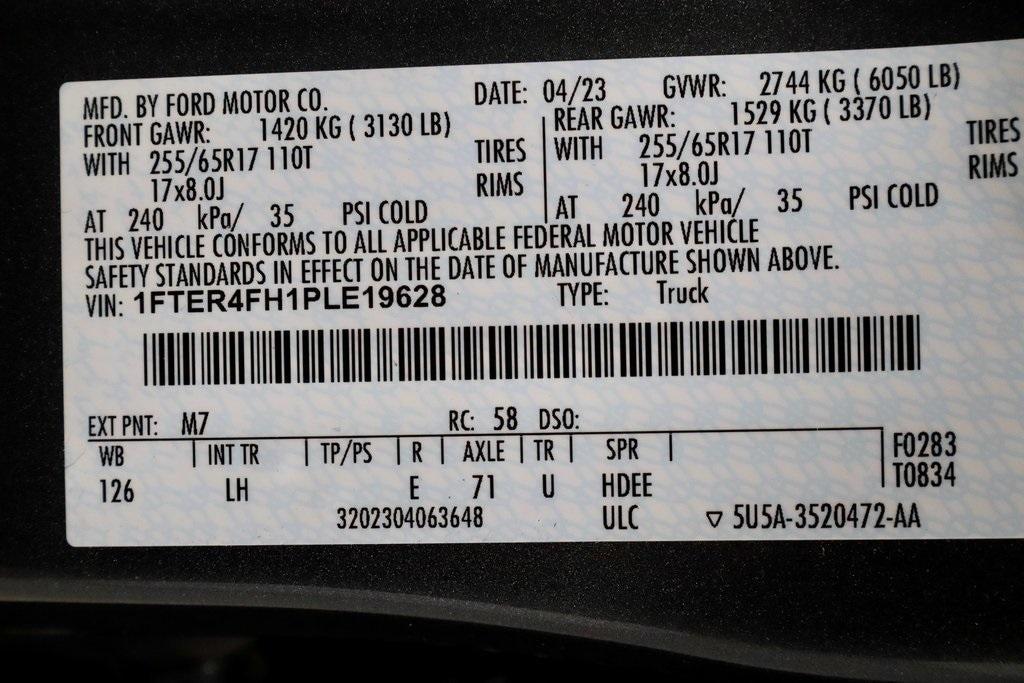 MFD. BY FORD MOTOR CO. DATE: 04/23 GVWR: 2744 KG ( 6050 LB)
FRONT GAWR: 1420 KG ( 3130 LB) REAR GAWR: 1529 KG ( 3370 LB)
WITH 255/65R17 110T TIRES WITH 255/65R17 110T TIRES
17x8.0J RIMS 17x8.0J RIMS
AT 240 kPa/ 35 PSI COLD AT 240 kPa/ 35 PSI COLD
THIS VEHICLE CONFORMS TO ALL APPLICABLE FEDERAL MOTOR VEHICLE
SAFETY STANDARDS IN EFFECT ON THE DATE OF MANUFACTURE SHOWN ABOVE.
VIN: 1FTER4FH1PLE19628 TYPE: Truck
EXT PNT: M7 RC: 58 DSO:
WB INT TR TP/PS R AXLE TR SPR F0283
126 LH E 71 U HDEE T0834
3202304063648 ULC ▽ 5U5A-3520472-AA